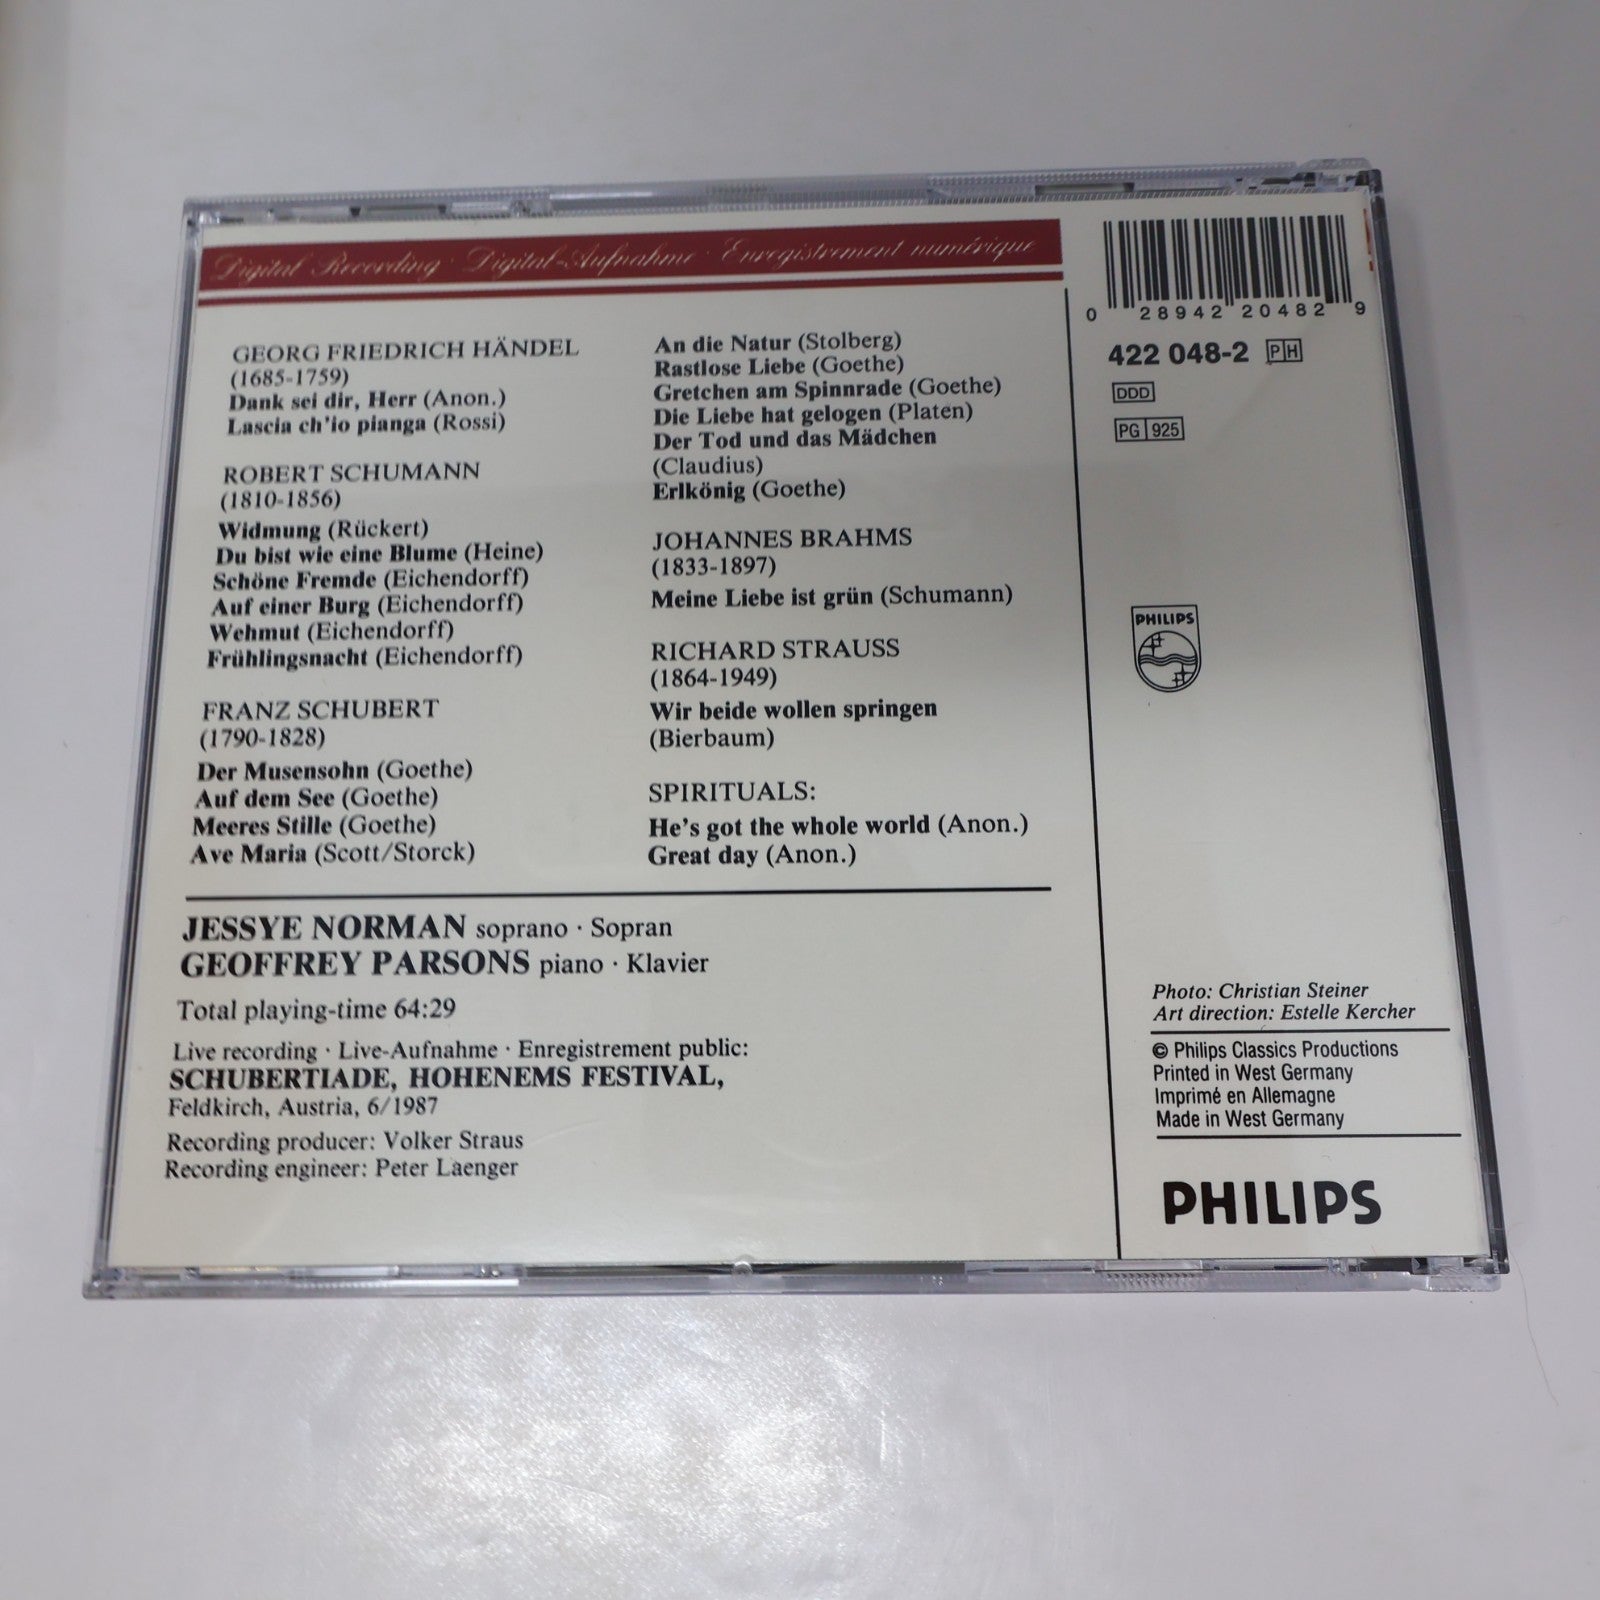 Digital Recording · Digital-Aufnahme · Enregistrement numérique
GEORG FRIEDRICH HÄNDEL
(1685-1759)
Dank sei dir, Herr (Anon.)
Lascia ch'io pianga (Rossi)
ROBERT SCHUMANN
(1810-1856)
Widmung (Rückert)
Du bist wie eine Blume (Heine)
Schöne Fremde (Eichendorff)
Auf einer Burg (Eichendorff)
Wehmut (Eichendorff)
Frühlingsnacht (Eichendorff)
FRANZ SCHUBERT
(1790-1828)
Der Musensohn (Goethe)
Auf dem See (Goethe)
Meeres Stille (Goethe)
Ave Maria (Scott/Storck)
An die Natur (Stolberg)
Rastlose Liebe (Goethe)
Gretchen am Spinnrade (Goethe)
Die Liebe hat gelogen (Platen)
Der Tod und das Mädchen
(Claudius)
Erlkönig (Goethe)
JOHANNES BRAHMS
(1833-1897)
Meine Liebe ist grün (Schumann)
RICHARD STRAUSS
(1864-1949)
Wir beide wollen springen
(Bierbaum)
SPIRITUALS:
He's got the whole world (Anon.)
Great day (Anon.)
JESSYE NORMAN soprano · Sopran
GEOFFREY PARSONS piano · Klavier
Total playing-time 64:29
Live recording · Live-Aufnahme · Enregistrement public:
SCHUBERTIADE, HOHENEMS FESTIVAL,
Feldkirch, Austria, 6/1987
Recording producer: Volker Straus
Recording engineer: Peter Laenger
0 28942 20482 9
422 048-2 PH
DDD
PG 925
PHILIPS
Photo: Christian Steiner
Art direction: Estelle Kercher
© Philips Classics Productions
Printed in West Germany
Imprimé en Allemagne
Made in West Germany
PHILIPS